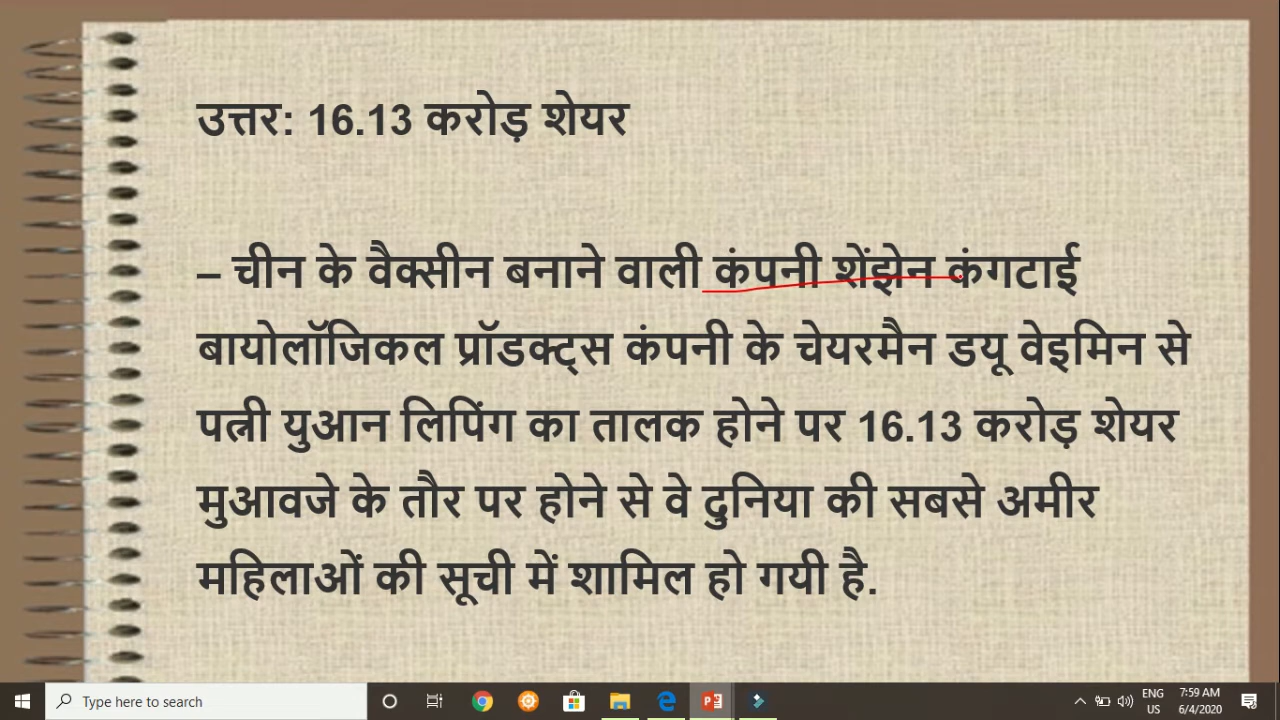 उत्तर: 16.13 करोड़ शेयर
– चीन के वैक्सीन बनाने वाली कंपनी शेंझेन कंगटाई
बायोलॉजिकल प्रॉडक्ट्स कंपनी के चेयरमैन डयू वेइमिन से
पत्नी युआन लिपिंग का तालक होने पर 16.13 करोड़ शेयर
मुआवजे के तौर पर होने से वे दुनिया की सबसे अमीर
महिलाओं की सूची में शामिल हो गयी है.
Type here to search
ENG
US
7:59 AM
6/4/2020